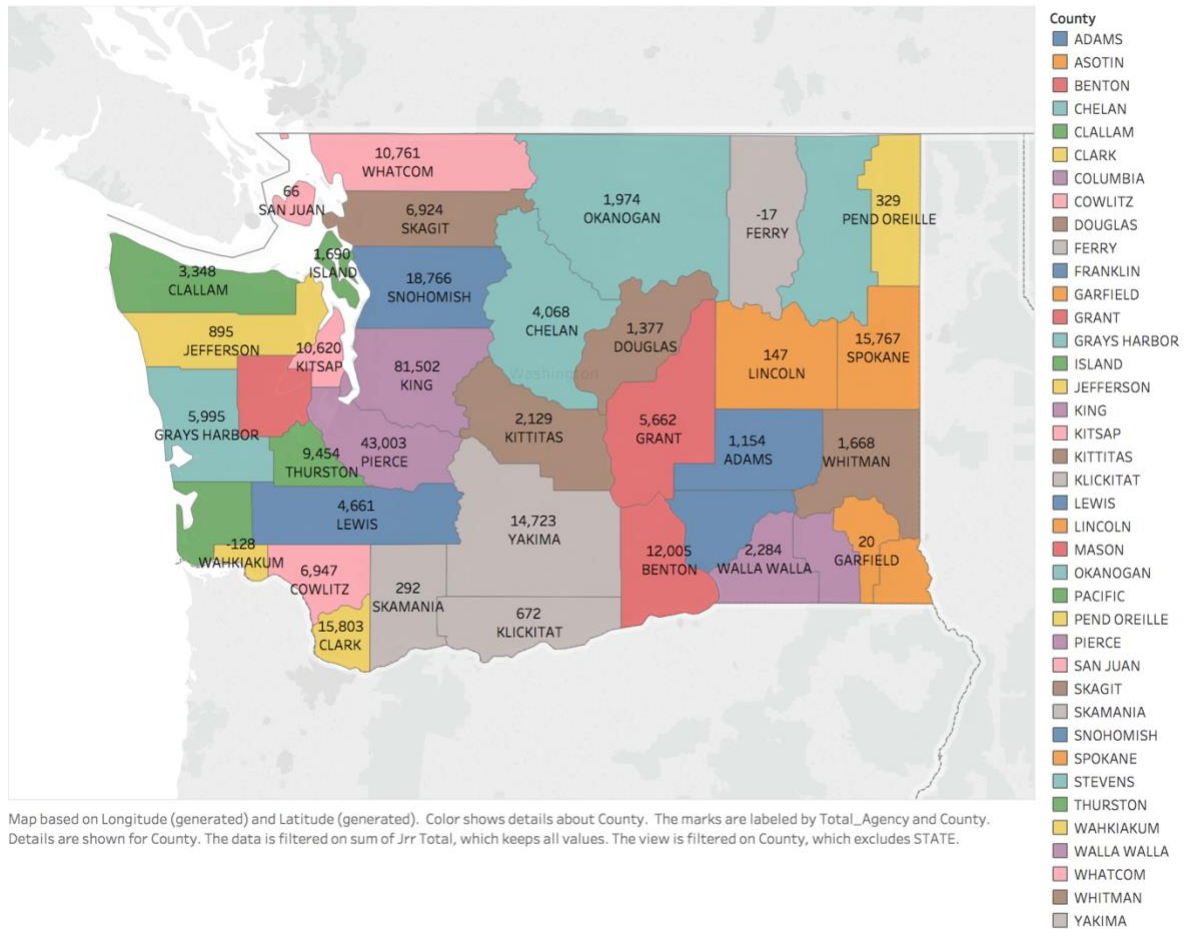 10,761
WHATCOM
66
SAN JUAN
6,924
SKAGIT
1,974
OKANOGAN
-17
FERRY
329
PEND OREILLE
1,690
ISLAND
3,348
CLALLAM
18,766
SNOHOMISH
4,068
CHELAN
1,377
DOUGLAS
895
JEFFERSON
10,620
KITSAP
81,502
KING
147
LINCOLN
15,767
SPOKANE
Washington
5,995
GRAYS HARBOR
2,129
KITTITAS
5,662
GRANT
1,154
ADAMS
1,668
WHITMAN
9,454
THURSTON
43,003
PIERCE
4,661
LEWIS
14,723
YAKIMA
-128
WAHKIAKUM
6,947
COWLITZ
292
SKAMANIA
12,005
BENTON
2,284
WALLA WALLA
20
GARFIELD
15,803
CLARK
672
KLICKITAT
County
ADAMS
ASOTIN
BENTON
CHELAN
CLALLAM
CLARK
COLUMBIA
COWLITZ
DOUGLAS
FERRY
FRANKLIN
GARFIELD
GRANT
GRAYS HARBOR
ISLAND
JEFFERSON
KING
KITSAP
KITTITAS
KLICKITAT
LEWIS
LINCOLN
MASON
OKANOGAN
PACIFIC
PEND OREILLE
PIERCE
SAN JUAN
SKAGIT
SKAMANIA
SNOHOMISH
SPOKANE
STEVENS
THURSTON
WAHKIAKUM
WALLA WALLA
WHATCOM
WHITMAN
YAKIMA
Map based on Longitude (generated) and Latitude (generated).  Color shows details about County.  The marks are labeled by Total_Agency and County.
Details are shown for County. The data is filtered on sum of Jrr Total, which keeps all values. The view is filtered on County, which excludes STATE.